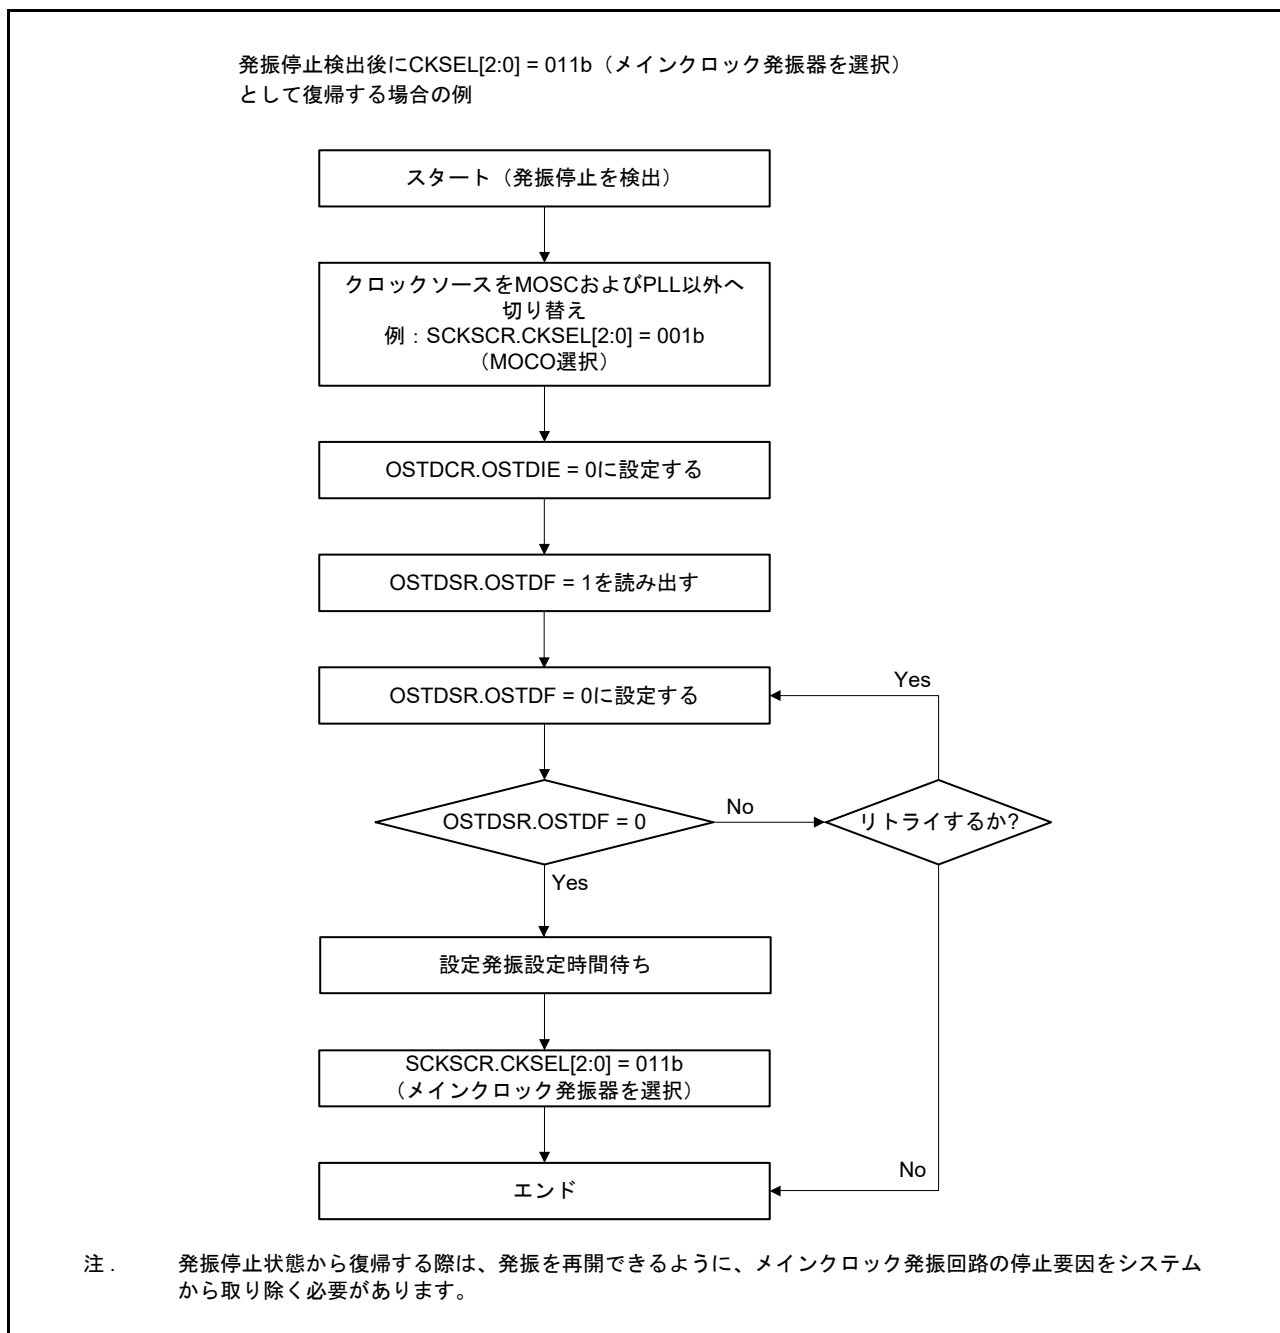 発振停止検出後にCKSEL[2:0] = 011b（メインクロック発振器を選択）
として復帰する場合の例
スタート（発振停止を検出）
クロックソースをMOSCおよびPLL以外へ
切り替え
例：SCKSCR.CKSEL[2:0] = 001b
（MOCO選択）
OSTDCR.OSTDIE = 0に設定する
OSTDSR.OSTDF = 1を読み出す
OSTDSR.OSTDF = 0に設定する
Yes
OSTDSR.OSTDF = 0
No
リトライするか?
Yes
設定発振設定時間待ち
SCKSCR.CKSEL[2:0] = 011b
（メインクロック発振器を選択）
No
エンド
注 . 発振停止状態から復帰する際は、発振を再開できるように、メインクロック発振回路の停止要因をシステム
から取り除く必要があります。